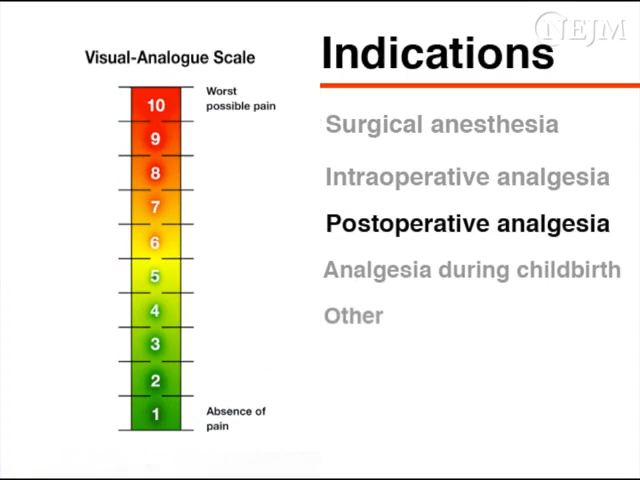 NEJM
Indications
Visual-Analogue Scale
Worst
possible pain
10
9
8
7
6
5
4
3
2
1
Absence of
pain
Surgical anesthesia
Intraoperative analgesia
Postoperative analgesia
Analgesia during childbirth
Other